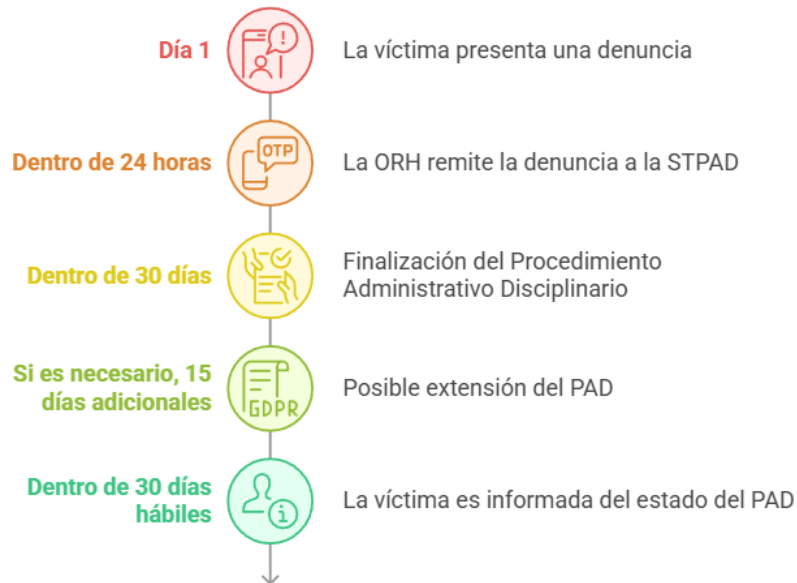 Día 1
La víctima presenta una denuncia
Dentro de 24 horas
OTP
La ORH remite la denuncia a la STPAD
Dentro de 30 días
Finalización del Procedimiento
Administrativo Disciplinario
Si es necesario, 15
días adicionales
GDPR
Posible extensión del PAD
Dentro de 30 días
hábiles
i
La víctima es informada del estado del PAD